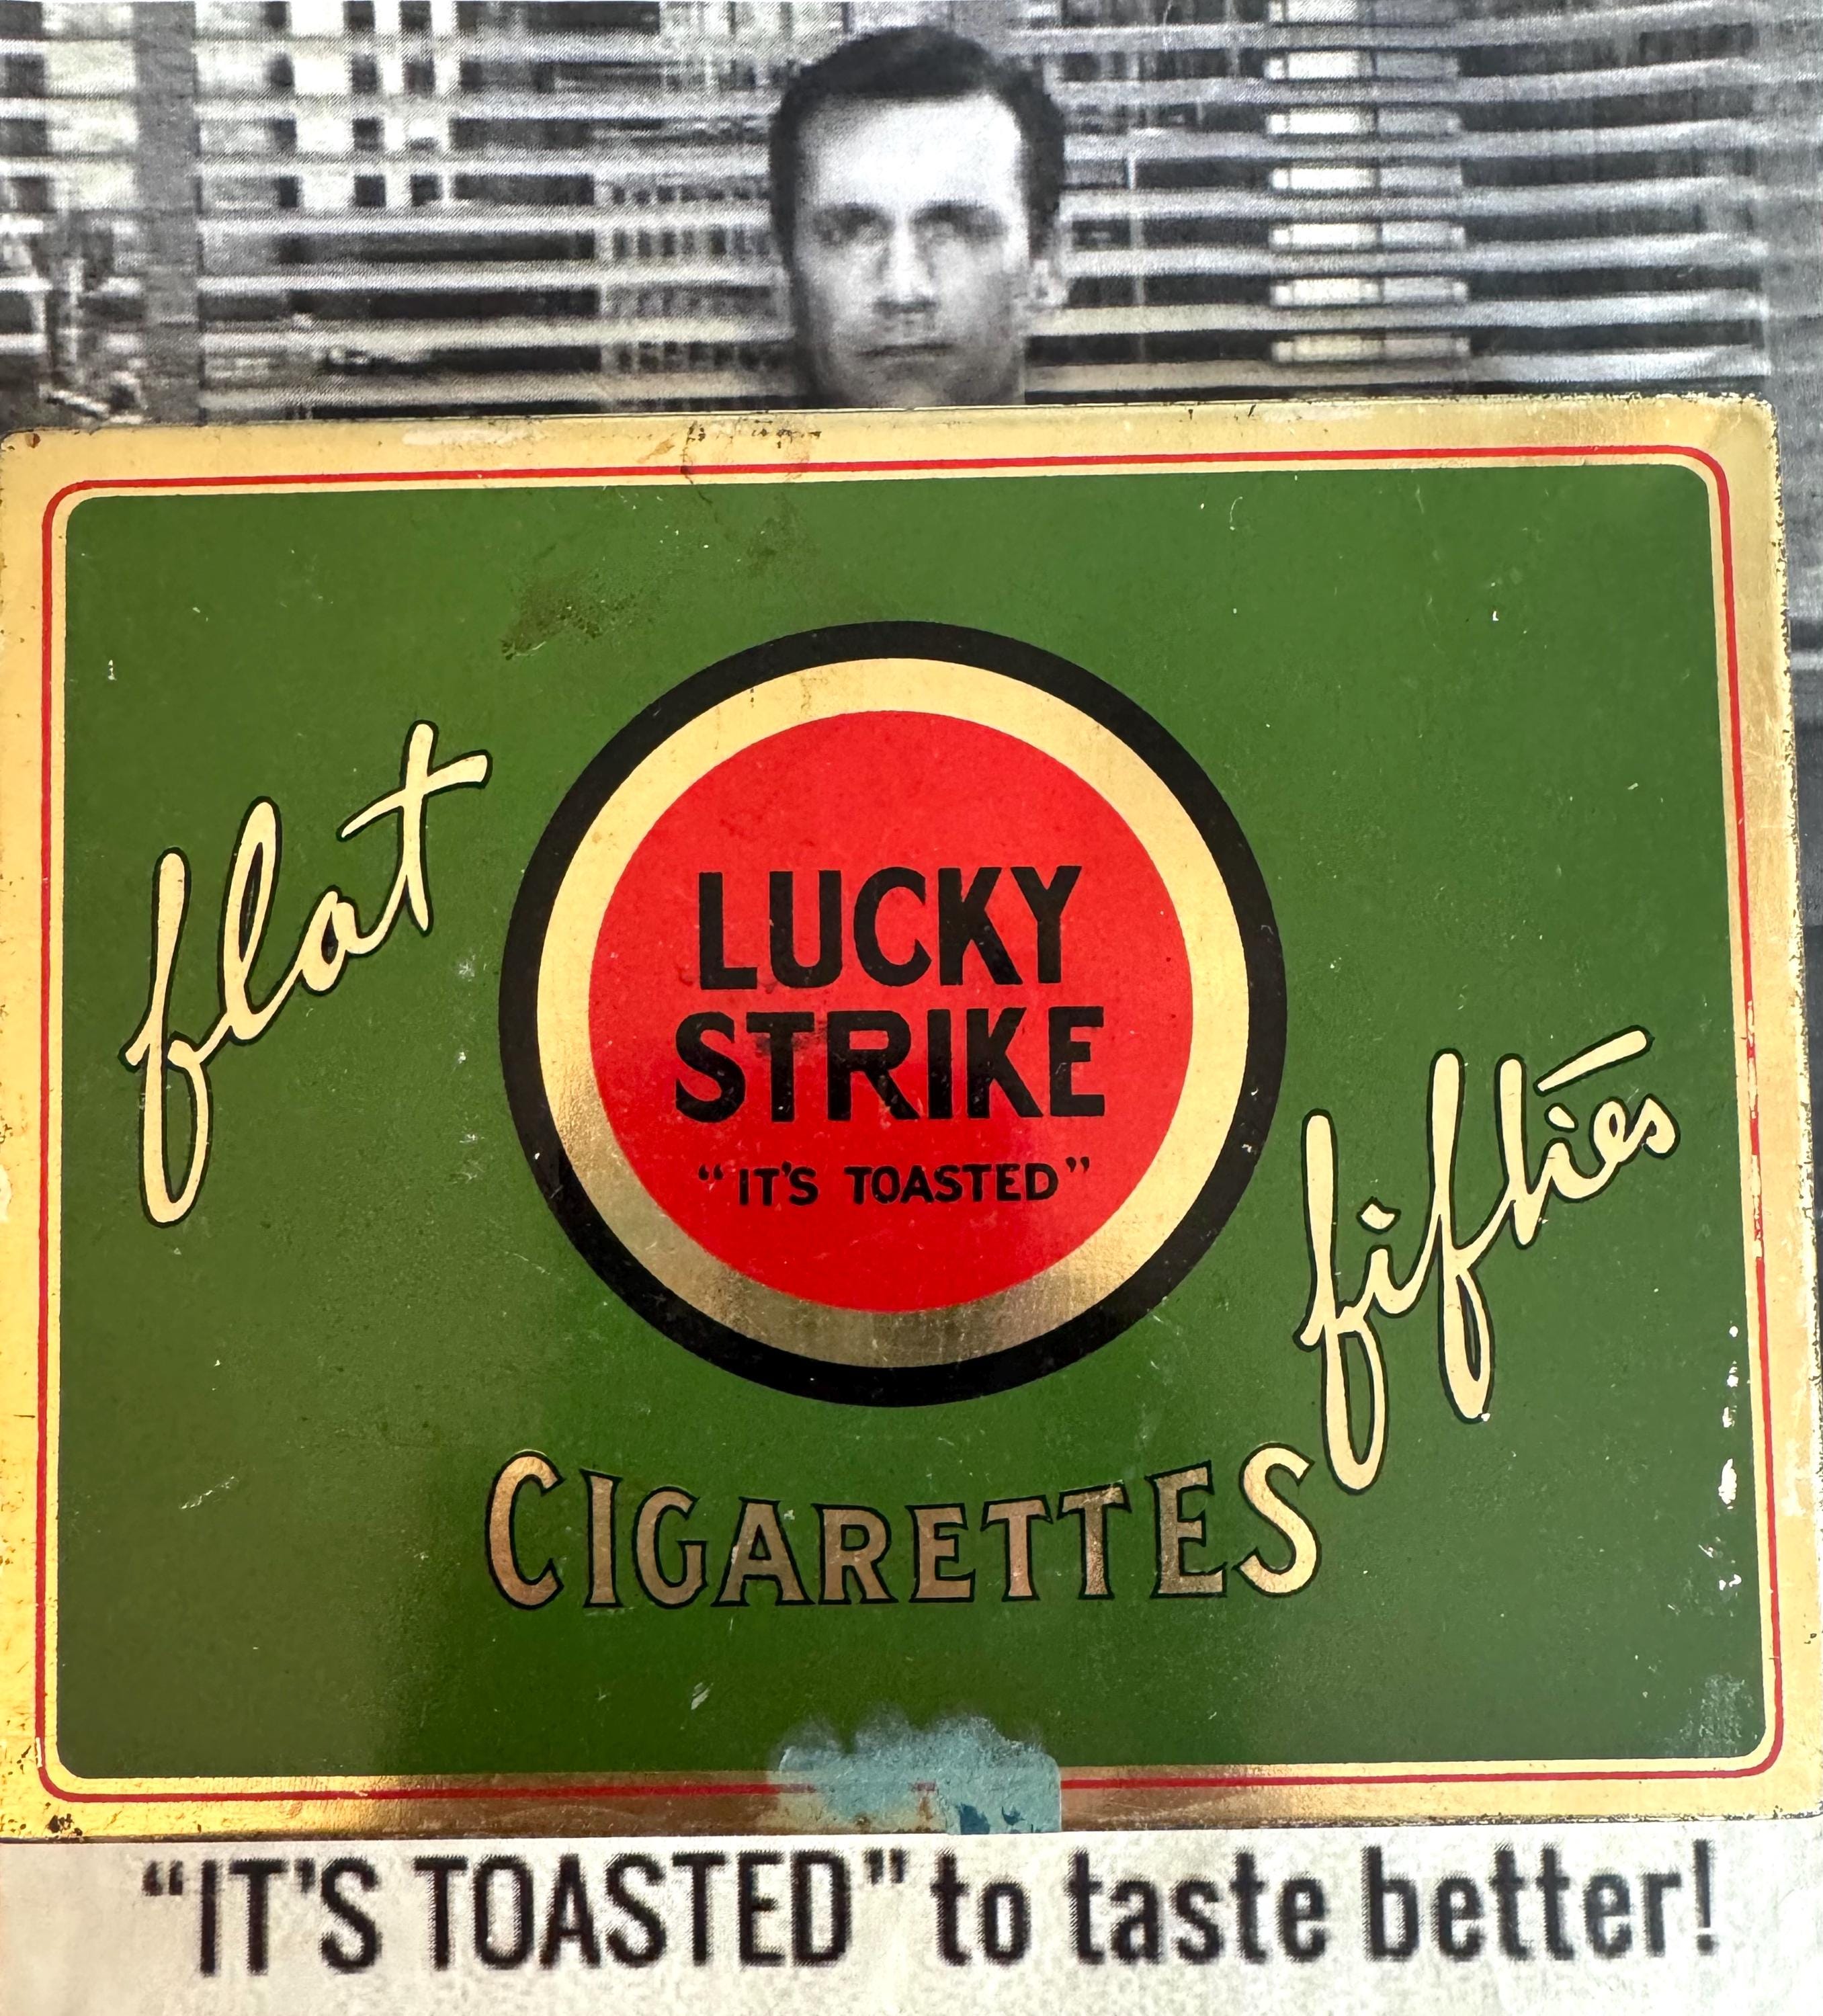 flat
LUCKY
STRIKE
“IT'S TOASTED”
fifties
CIGARETTES
“IT'S TOASTED” to taste better!